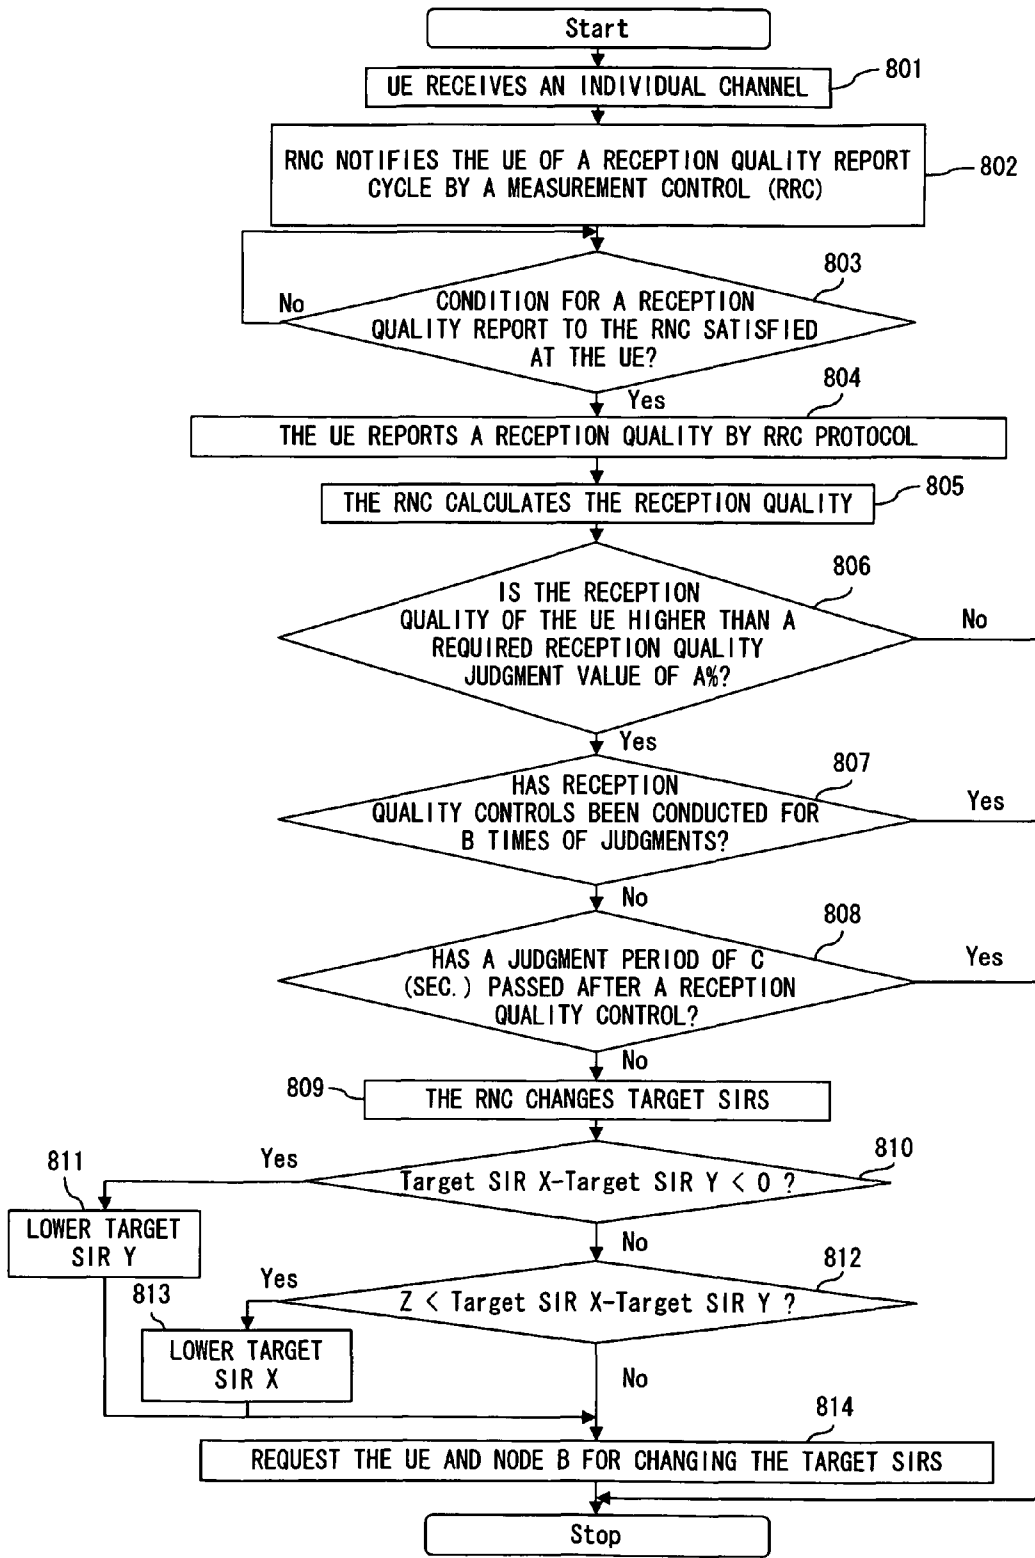 Start
801
UE RECEIVES AN INDIVIDUAL CHANNEL
RNC NOTIFIES THE UE OF A RECEPTION QUALITY REPORT
CYCLE BY A MEASUREMENT CONTROL (RRC)
802
803
No
CONDITION FOR A RECEPTION
QUALITY REPORT TO THE RNC SATISFIED
AT THE UE?
804
Yes
THE UE REPORTS A RECEPTION QUALITY BY RRC PROTOCOL
805
THE RNC CALCULATES THE RECEPTION QUALITY
806
IS THE RECEPTION
QUALITY OF THE UE HIGHER THAN A
REQUIRED RECEPTION QUALITY
JUDGMENT VALUE OF A%?
No
Yes
807
HAS RECEPTION
QUALITY CONTROLS BEEN CONDUCTED FOR
B TIMES OF JUDGMENTS?
Yes
No
808
HAS A JUDGMENT PERIOD OF C
(SEC.) PASSED AFTER A RECEPTION
QUALITY CONTROL?
Yes
No
809
THE RNC CHANGES TARGET SIRS
810
Yes
Target SIR X-Target SIR Y < 0 ?
811
LOWER TARGET
SIR Y
No
812
Yes
Z < Target SIR X-Target SIR Y ?
813
LOWER TARGET
SIR X
No
814
REQUEST THE UE AND NODE B FOR CHANGING THE TARGET SIRS
Stop